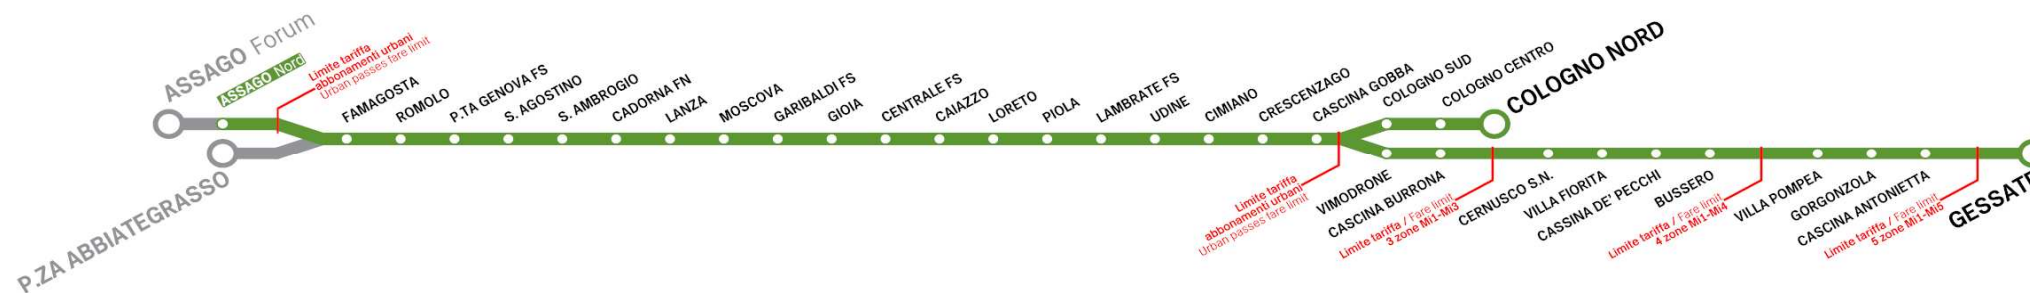 ASSAGO Forum
ASSAGO Nord
Limite tariffa
abbonamenti urbani
Urban passes fare limit
P.ZA ABBIATEGRASSO
FAMAGOSTA
ROMOLO
P.TA GENOVA FS
S. AGOSTINO
S. AMBROGIO
CADORNA FN
LANZA
MOSCOVA
GARIBALDI FS
GIOIA
CENTRALE FS
CAIAZZO
LORETO
PIOLA
LAMBRATE FS
UDINE
CIMIANO
CRESCENZAGO
CASCINA GOBBA
COLOGNO SUD
COLOGNO CENTRO
COLOGNO NORD
Limite tariffa
abbonamenti urbani
Urban passes fare limit
VIMODRONE
CASCINA BURRONA
Limite tariffa / Fare limit
3 zone Mi1-Mi3
CERNUSCO S.N.
VILLA FIORITA
CASSINA DE' PECCHI
BUSSERO
Limite tariffa / Fare limit
4 zone Mi1-Mi4
VILLA POMPEA
GORGONZOLA
CASCINA ANTONIETTA
Limite tariffa / Fare limit
5 zone Mi1-Mi5